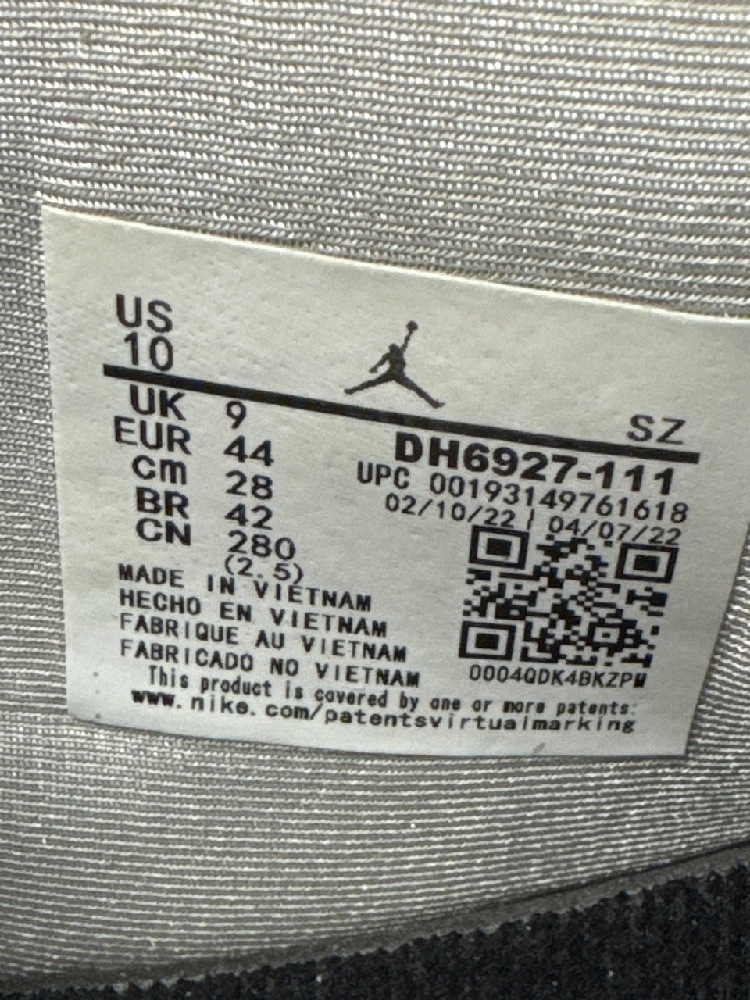 US
10
SZ
UK 9
EUR 44
cm 28
BR 42
CN 280
(2.5)
DH6927-111
UPC 00193149761618
02/10/22 | 04/07/22
0004QDK4BKZPM
MADE IN VIETNAM
HECHO EN VIETNAM
FABRIQUE AU VIETNAM
FABRICADO NO VIETNAM
This product is covered by one or more patents:
www.nike.com/patentsvirtualmarking